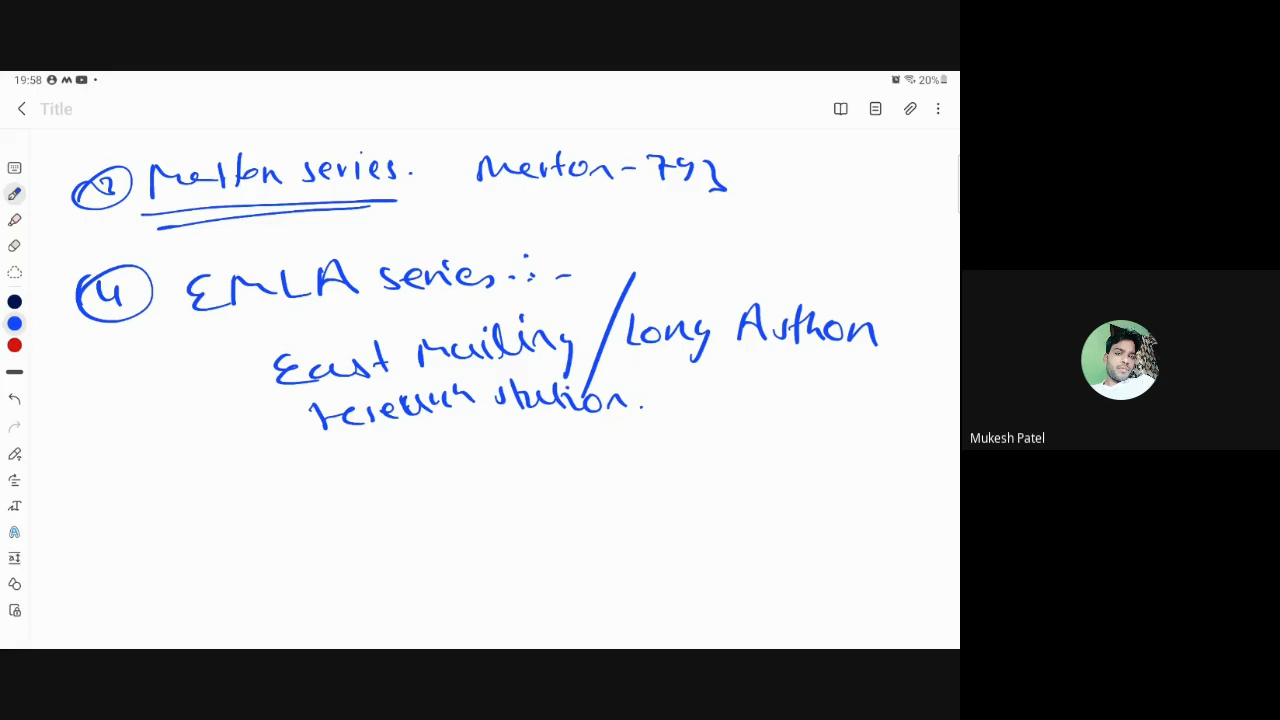 19:58
20%
Title
3 Merton series. Merton-793
4 EMLA series:-
East Malling / Long Asthon
research station.
Mukesh Patel